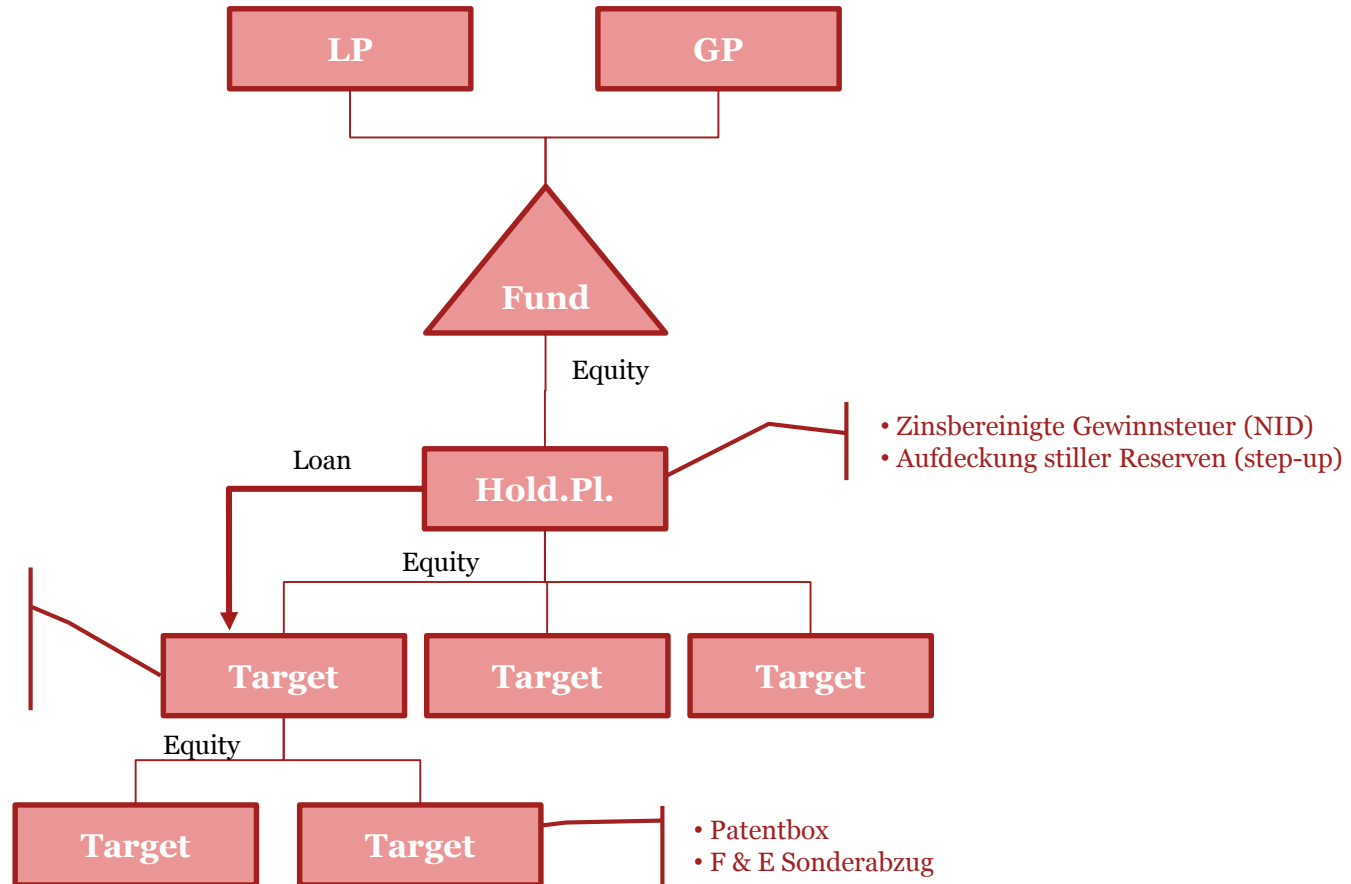 LP
GP
Fund
Equity
• Zinsbereinigte Gewinnsteuer (NID)
• Aufdeckung stiller Reserven (step-up)
Loan
Hold.Pl.
Equity
Target
Target
Target
Equity
Target
Target
• Patentbox
• F & E Sonderabzug